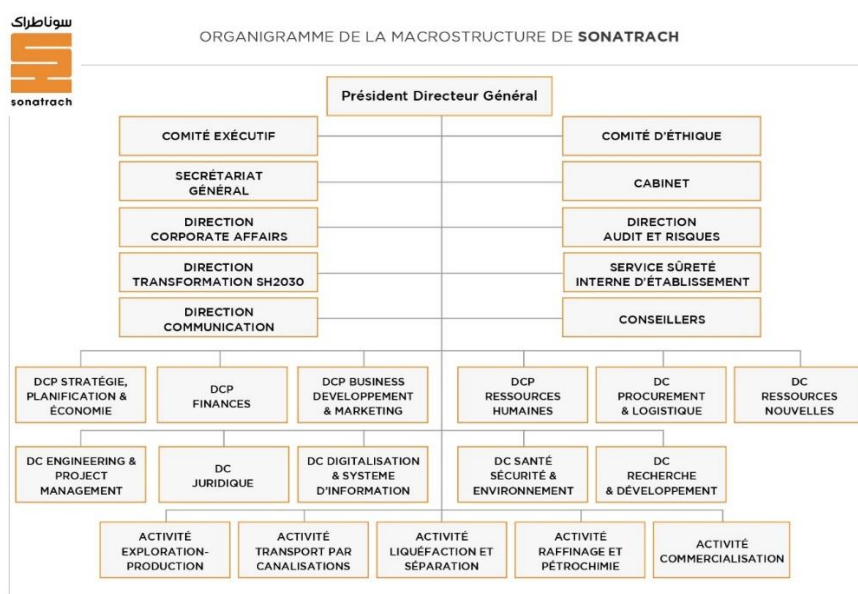 سوناطراك
sonatrach
ORGANIGRAMME DE LA MACROSTRUCTURE DE SONATRACH
Président Directeur Général
COMITÉ EXÉCUTIF
COMITÉ D'ÉTHIQUE
SECRÉTARIAT
GÉNÉRAL
CABINET
DIRECTION
CORPORATE AFFAIRS
DIRECTION
AUDIT ET RISQUES
DIRECTION
TRANSFORMATION SH2030
SERVICE SÛRETÉ
INTERNE D'ÉTABLISSEMENT
DIRECTION
COMMUNICATION
CONSEILLERS
DCP STRATÉGIE,
PLANIFICATION &
ÉCONOMIE
DCP
FINANCES
DCP BUSINESS
DEVELOPPEMENT
& MARKETING
DCP
RESSOURCES
HUMAINES
DC
PROCUREMENT
& LOGISTIQUE
DC
RESSOURCES
NOUVELLES
DC ENGINEERING &
PROJECT
MANAGEMENT
DC
JURIDIQUE
DC DIGITALISATION
& SYSTEME
D'INFORMATION
DC SANTÉ
SÉCURITÉ &
ENVIRONNEMENT
DC
RECHERCHE
& DÉVELOPPEMENT
ACTIVITÉ
EXPLORATION-
PRODUCTION
ACTIVITÉ
TRANSPORT PAR
CANALISATIONS
ACTIVITÉ
LIQUÉFACTION ET
SÉPARATION
ACTIVITÉ
RAFFINAGE ET
PÉTROCHIMIE
ACTIVITÉ
COMMERCIALISATION